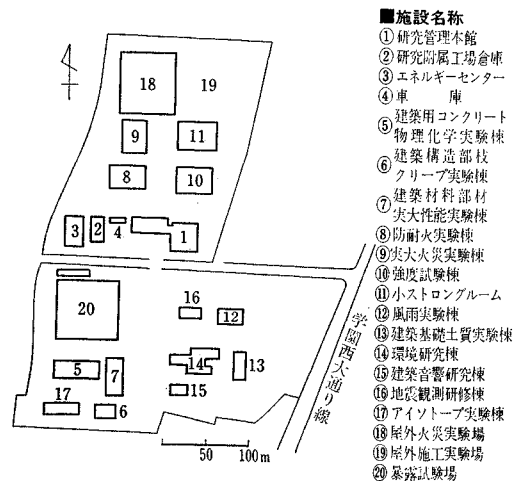 ■施設名称
①研究管理本館
②研究附属工場倉庫
③エネルギーセンター
④車　　庫
⑤建築用コンクリート
物理化学実験棟
⑥建築構造部材
クリープ実験棟
⑦建築材料部材
実大性能実験棟
⑧防耐火実験棟
⑨実大火災実験棟
⑩強度試験棟
⑪小ストロングルーム
⑫風雨実験棟
⑬建築基礎土質実験棟
⑭環境研究棟
⑮建築音響研究棟
⑯地震観測研修棟
⑰アイソトープ実験棟
⑱屋外火災実験場
⑲屋外施工実験場
⑳暴露試験場
18
19
9
11
8
10
3
2
4
1
20
16
12
5
7
14
13
17
6
15
学園西大通り線
50
100m